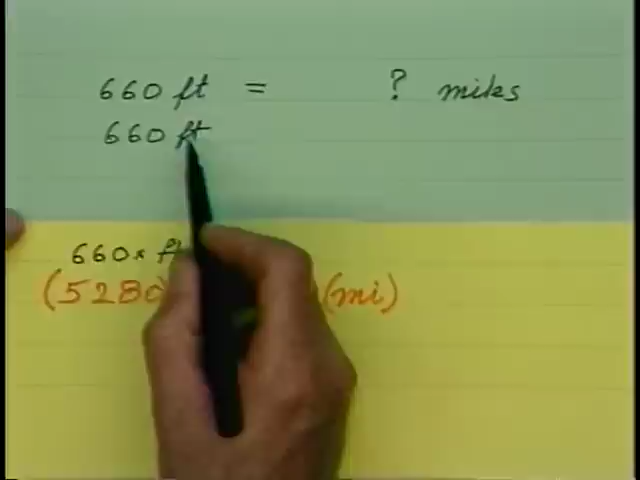 660 ft = ? miles
660 ft
660 × ft
(5280 (mi)